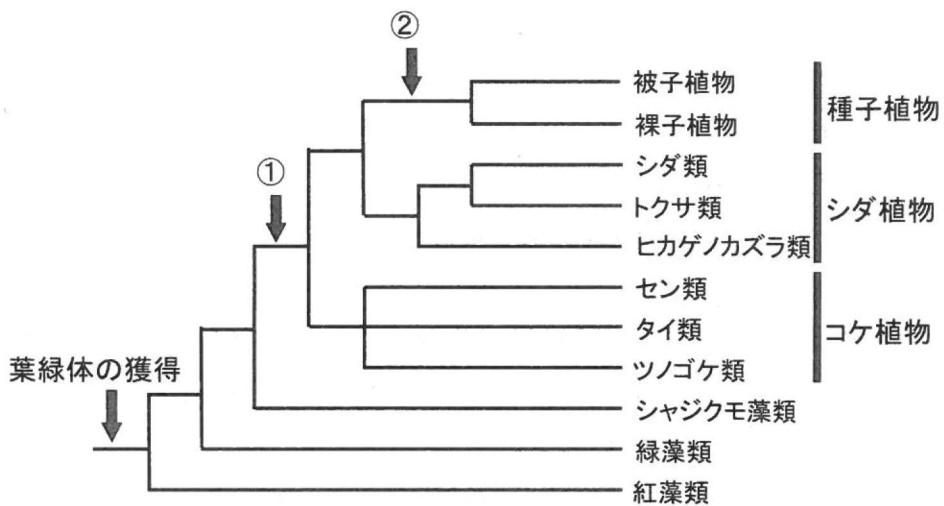 ②
被子植物
種子植物
裸子植物
①
シダ類
トクサ類
シダ植物
ヒカゲノカズラ類
セン類
タイ類
コケ植物
葉緑体の獲得
ツノゴケ類
シャジクモ藻類
緑藻類
紅藻類